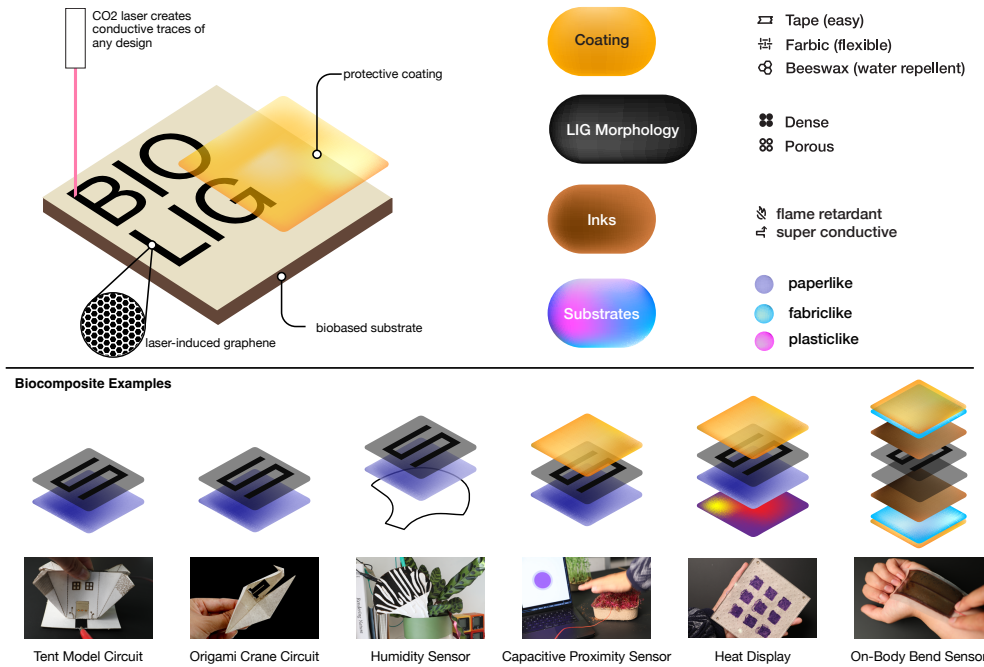 CO2 laser creates
conductive traces of
any design
protective coating
BIO
LIG
laser-induced graphene
biobased substrate
Coating
Tape (easy)
Farbic (flexible)
Beeswax (water repellent)
LIG Morphology
Dense
Porous
Inks
flame retardant
super conductive
Substrates
paperlike
fabriclike
plasticlike
Biocomposite Examples
Tent Model Circuit
Origami Crane Circuit
Humidity Sensor
Capacitive Proximity Sensor
Heat Display
On-Body Bend Sensor